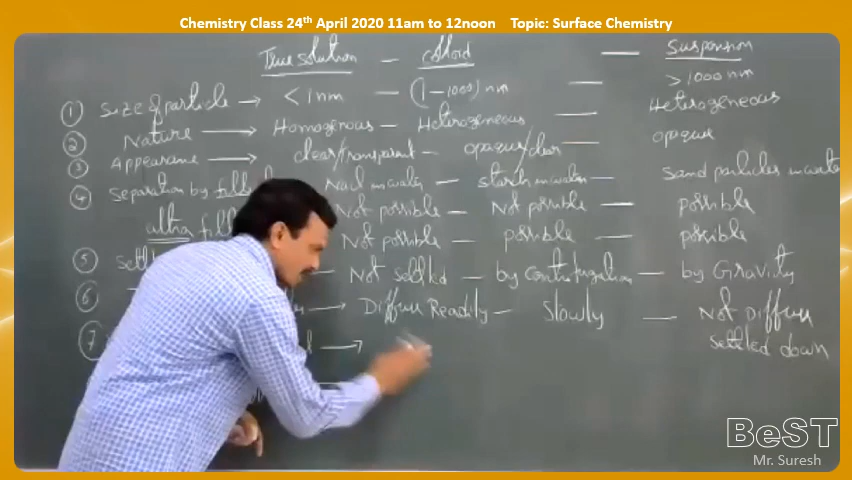 Chemistry Class 24th April 2020 11am to 12noon Topic: Surface Chemistry
True solution - colloid - Suspention
① Size of particle → < 1nm - (1-1000) nm - > 1000 nm
② Nature → Homogenous - Heterogeneous - Heterogeneous
③ Appearance → clear/transparent - opaque/clear - opaque
Nacl in water - starch in water - Sand particles in water
④ Separation by Not possible - Not possible - possible
ultra Not possible - possible - possible
⑤ Not settled - by Centrifugation - by Gravity
⑥ → Diffuse Readily - Slowly - Not Diffuse
settled down
⑦ →
BeST
Mr. Suresh